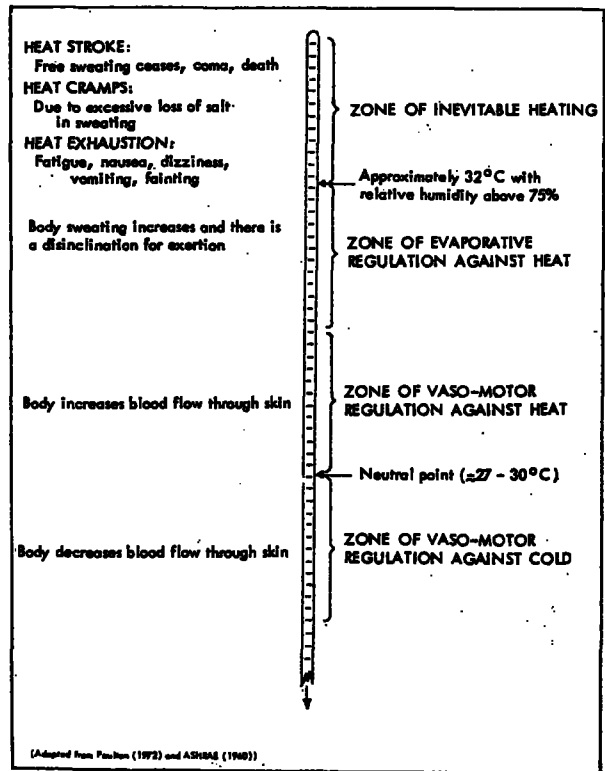 HEAT STROKE:
Free sweating ceases, coma, death
HEAT CRAMPS:
Due to excessive loss of salt
in sweating
HEAT EXHAUSTION:
Fatigue, nausea, dizziness,
vomiting, fainting
ZONE OF INEVITABLE HEATING
Approximately 32°C with
relative humidity above 75%
Body sweating increases and there is
a disinclination for exertion
ZONE OF EVAPORATIVE
REGULATION AGAINST HEAT
Body increases blood flow through skin
ZONE OF VASO-MOTOR
REGULATION AGAINST HEAT
Neutral point (≈27 - 30°C)
Body decreases blood flow through skin
ZONE OF VASO-MOTOR
REGULATION AGAINST COLD
(Adapted from Poulton (1972) and ASHRAE (1960))